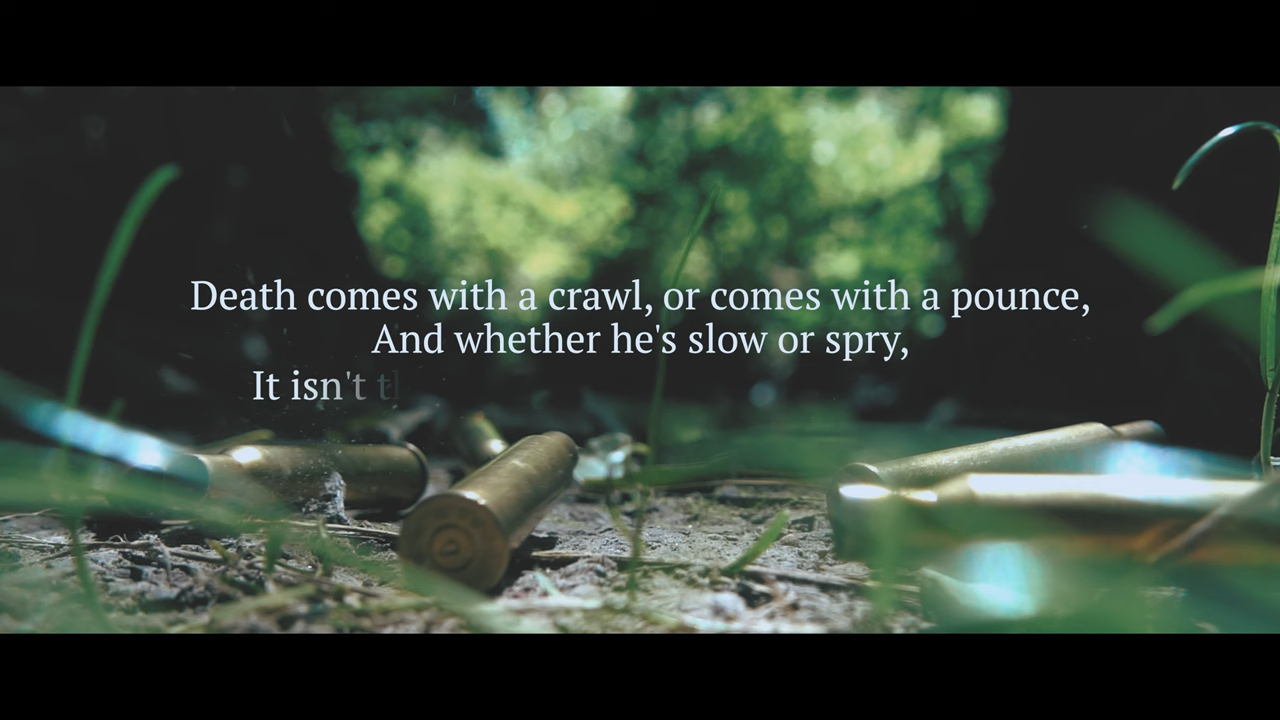 Death comes with a crawl, or comes with a pounce,
And whether he's slow or spry,
It isn't